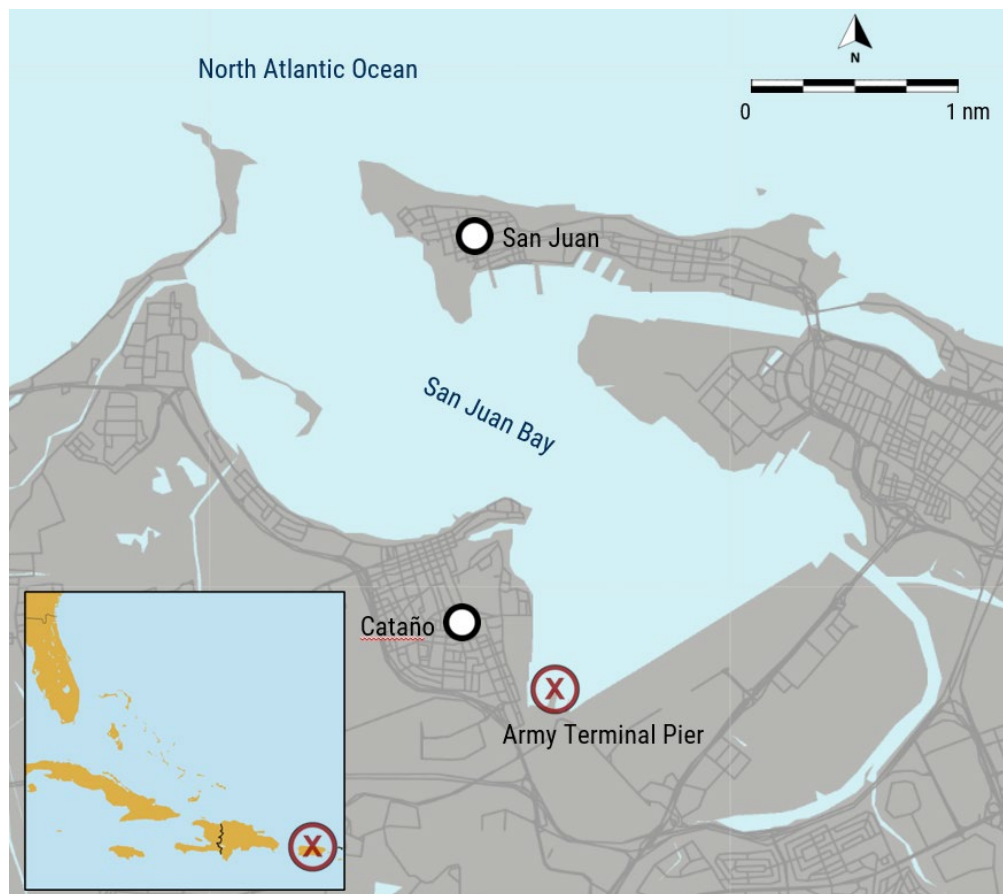 North Atlantic Ocean
N
0
1 nm
San Juan
San Juan Bay
Cataño
X
Army Terminal Pier
X